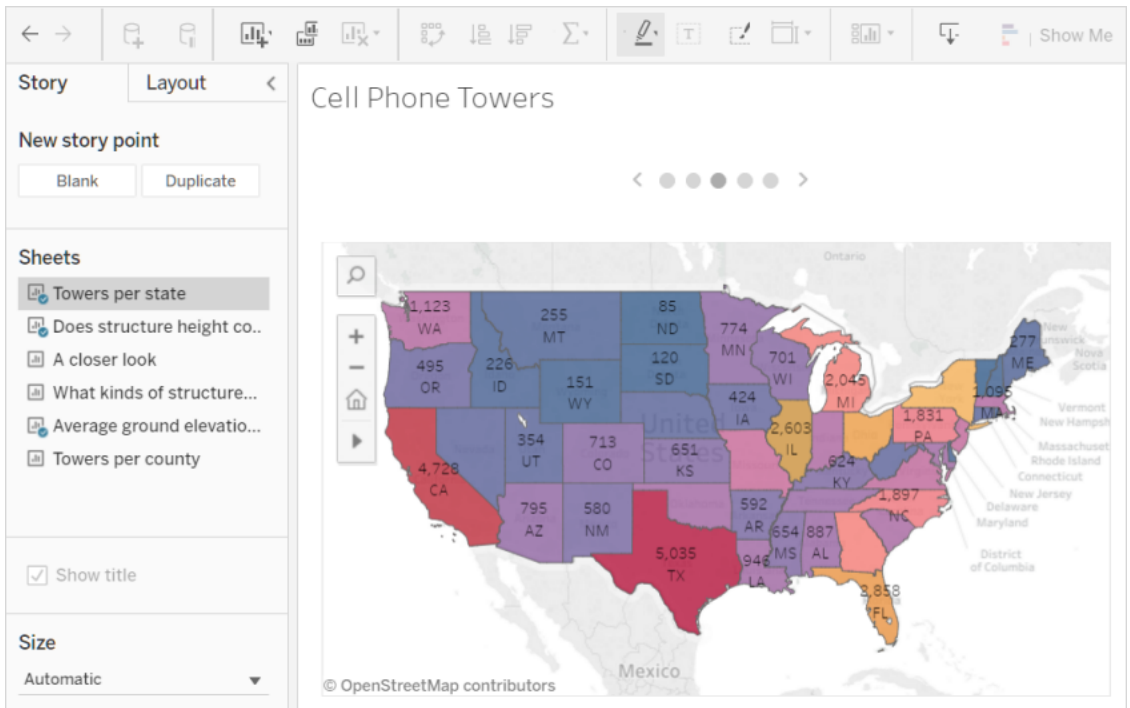 Show Me
Story
Layout
New story point
Blank
Duplicate
Sheets
Towers per state
Does structure height co..
A closer look
What kinds of structure...
Average ground elevatio...
Towers per county
Show title
Size
Automatic
Cell Phone Towers
Ontario
1,123
WA
255
MT
85
ND
774
MN
277
ME
New
unswick
Nova
Scotia
495
OR
226
ID
120
SD
701
WI
2,045
MI
151
WY
424
IA
1,095
MA
Vermont
New Hampsh
United
States
354
UT
713
CO
651
KS
2,603
IL
1,831
PA
Massachuset
Rhode Island
Connecticut
4,728
CA
624
KY
New Jersey
Delaware
Maryland
795
AZ
580
NM
592
AR
1,897
NC
654
MS
887
AL
District
of Columbia
5,035
TX
946
LA
2,858
FL
Mexico
© OpenStreetMap contributors